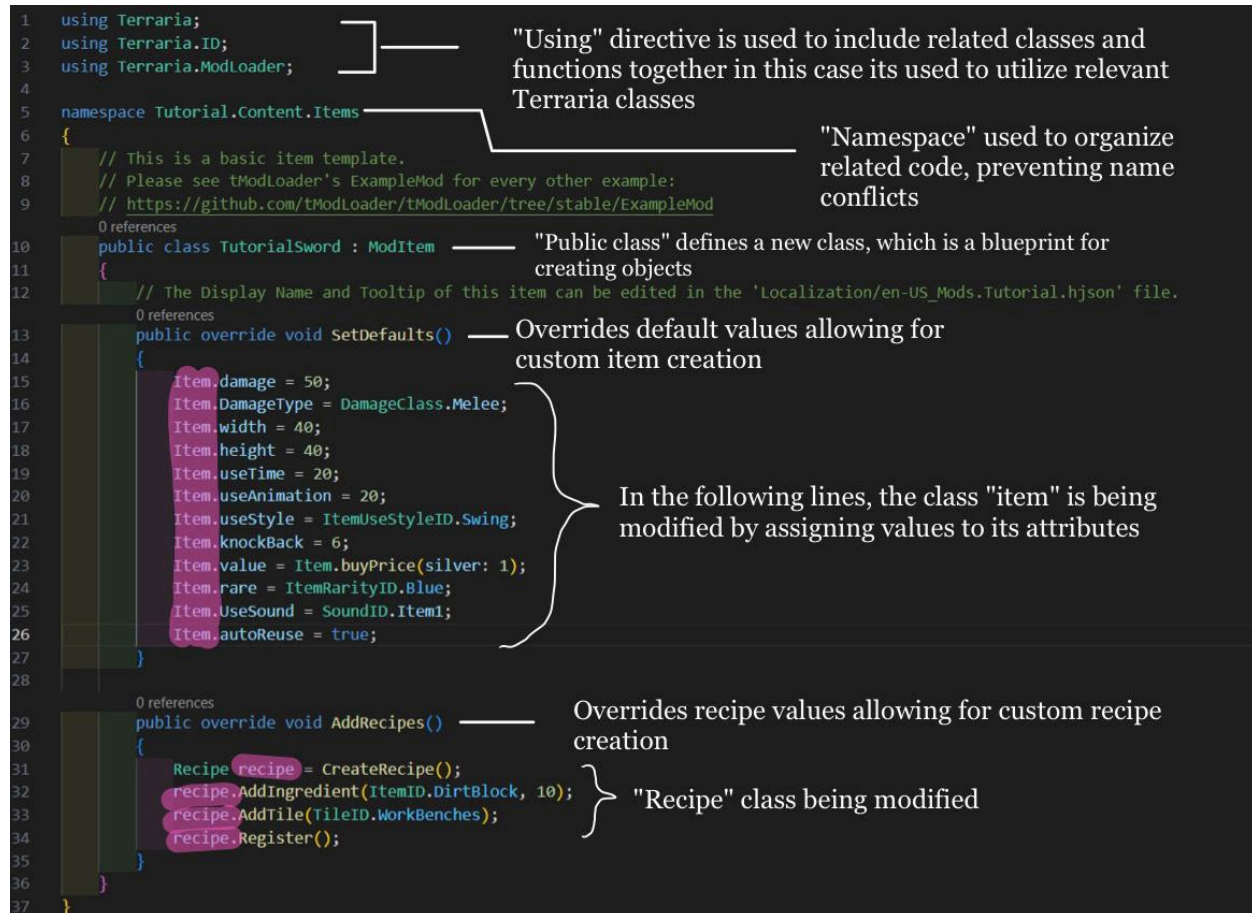 1 using Terraria;
2 using Terraria.ID;
3 using Terraria.ModLoader;
"Using" directive is used to include related classes and
functions together in this case its used to utilize relevant
Terraria classes
4
5 namespace Tutorial.Content.Items
"Namespace" used to organize
related code, preventing name
conflicts
6 {
7 // This is a basic item template.
8 // Please see tModLoader's ExampleMod for every other example:
9 // https://github.com/tModLoader/tModLoader/tree/stable/ExampleMod
0 references
10 public class TutorialSword : ModItem
"Public class" defines a new class, which is a blueprint for
creating objects
11 {
12 // The Display Name and Tooltip of this item can be edited in the 'Localization/en-US_Mods.Tutorial.hjson' file.
0 references
13 public override void SetDefaults()
Overrides default values allowing for
custom item creation
14 {
15 Item.damage = 50;
16 Item.DamageType = DamageClass.Melee;
17 Item.width = 40;
18 Item.height = 40;
19 Item.useTime = 20;
20 Item.useAnimation = 20;
21 Item.useStyle = ItemUseStyleID.Swing;
22 Item.knockBack = 6;
23 Item.value = Item.buyPrice(silver: 1);
24 Item.rare = ItemRarityID.Blue;
25 Item.UseSound = SoundID.Item1;
26 Item.autoReuse = true;
In the following lines, the class "item" is being
modified by assigning values to its attributes
27 }
28
0 references
29 public override void AddRecipes()
Overrides recipe values allowing for custom recipe
creation
30 {
31 Recipe recipe = CreateRecipe();
32 recipe.AddIngredient(ItemID.DirtBlock, 10);
33 recipe.AddTile(TileID.WorkBenches);
34 recipe.Register();
"Recipe" class being modified
35 }
36 }
37 }